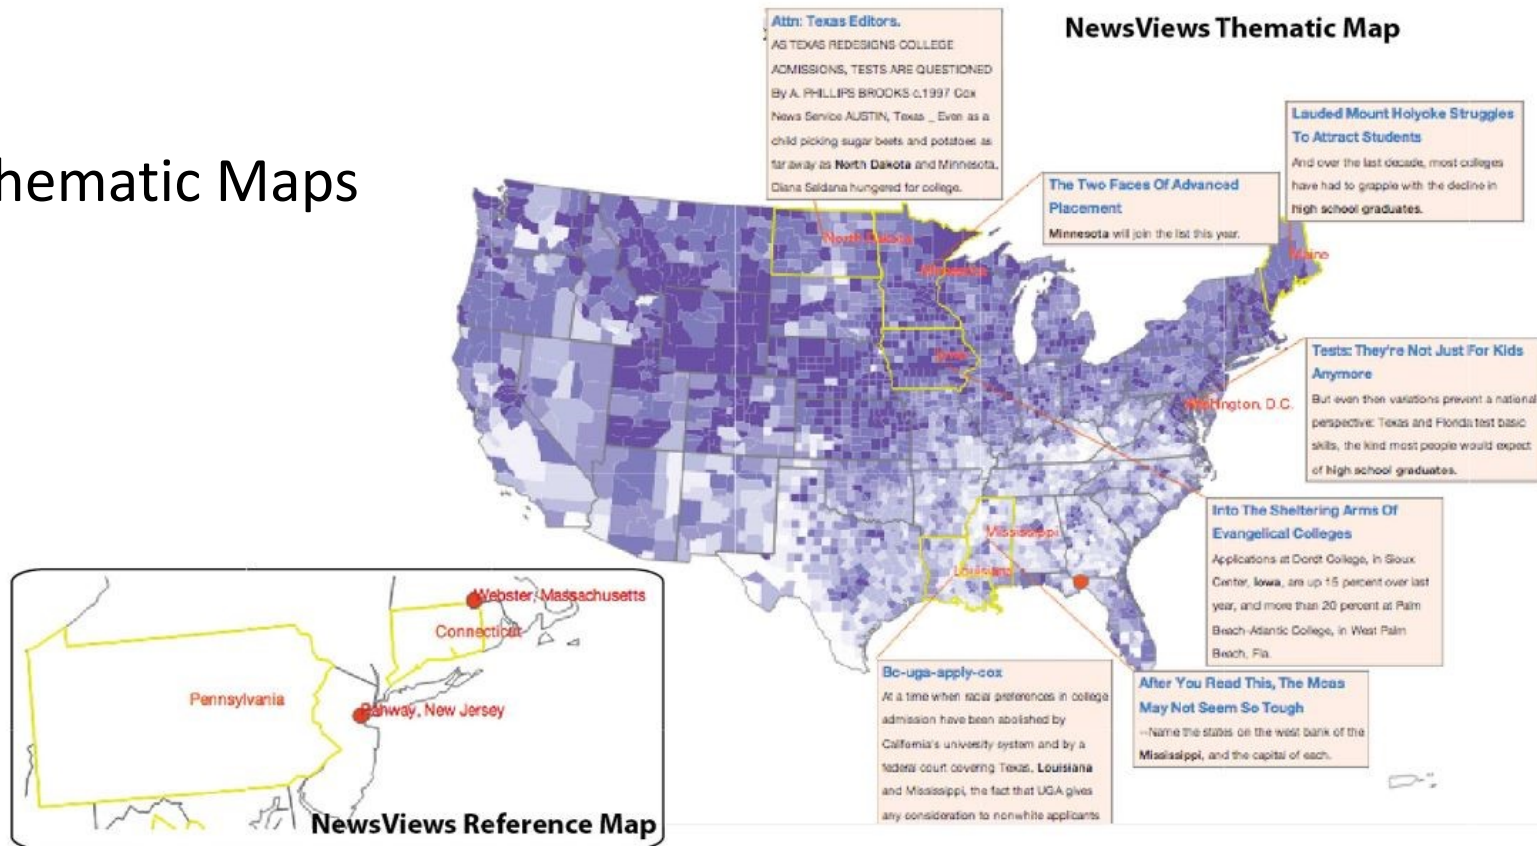 hematic Maps
NewsViews Thematic Map
Attn: Texas Editors.
AS TEXAS REDESIGNS COLLEGE
ADMISSIONS, TESTS ARE QUESTIONED
By A. PHILLIPS BROOKS c.1997 Cox
News Service AUSTIN, Texas _ Even as a
child picking sugar beets and potatoes as
far away as North Dakota and Minnesota,
Diana Saldana hungered for college.
The Two Faces Of Advanced
Placement
Minnesota will join the list this year.
Lauded Mount Holyoke Struggles
To Attract Students
And over the last decade, most colleges
have had to grapple with the decline in
high school graduates.
North Dakota
Minnesota
Maine
Iowa
Washington, D.C.
Mississippi
Louisiana
Tests: They're Not Just For Kids
Anymore
But even then variations prevent a national
perspective: Texas and Florida test basic
skills, the kind most people would expect
of high school graduates.
Into The Sheltering Arms Of
Evangelical Colleges
Applications at Dordt College, in Sioux
Center, Iowa, are up 15 percent over last
year, and more than 20 percent at Palm
Beach-Atlantic College, in West Palm
Beach, Fla.
Bc-uga-apply-cox
At a time when racial preferences in college
admission have been abolished by
California's university system and by a
federal court covering Texas, Louisiana
and Mississippi, the fact that UGA gives
any consideration to nonwhite applicants
After You Read This, The Mcas
May Not Seem So Tough
--Name the states on the west bank of the
Mississippi, and the capital of each.
Webster, Massachusetts
Connecticut
Pennsylvania
Rahway, New Jersey
NewsViews Reference Map